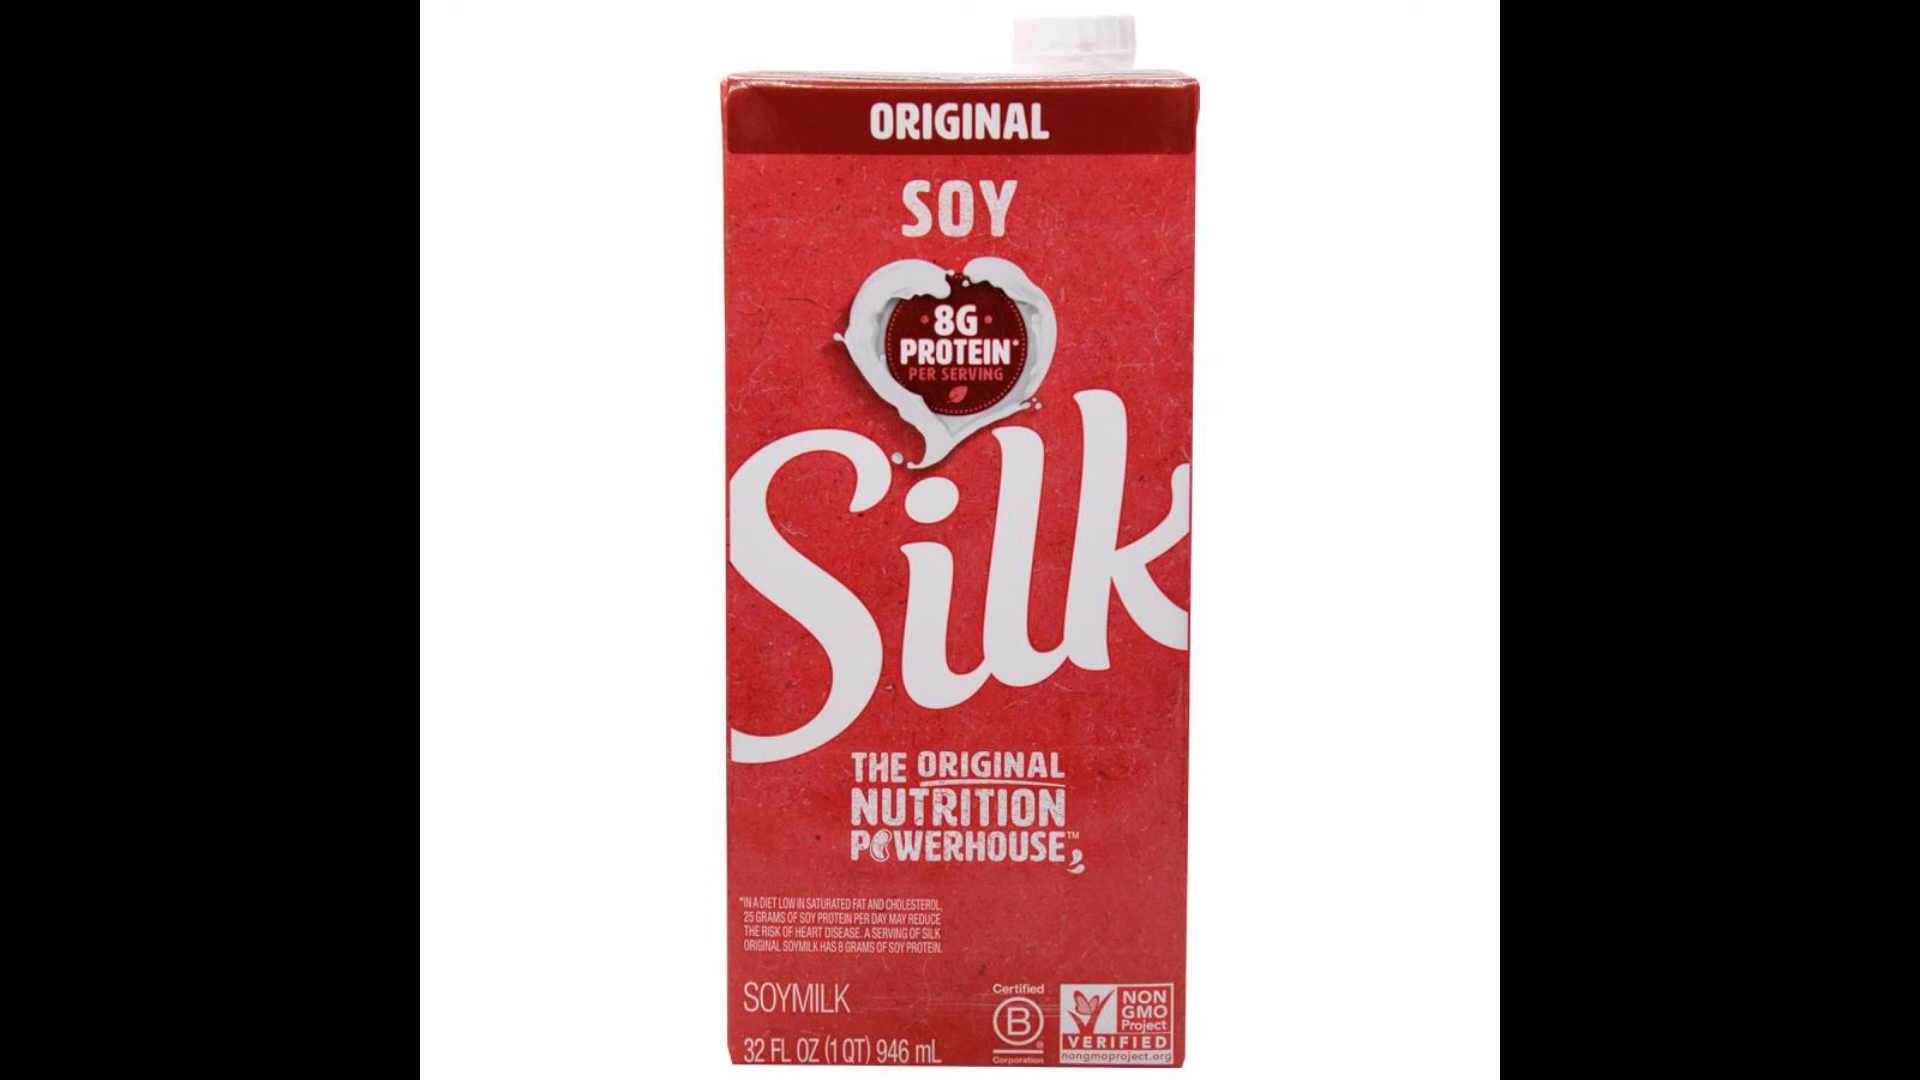 ORIGINAL
SOY
8G
PROTEIN*
PER SERVING
Silk
THE ORIGINAL
NUTRITION
POWERHOUSE™
*IN A DIET LOW IN SATURATED FAT AND CHOLESTEROL,
25 GRAMS OF SOY PROTEIN PER DAY MAY REDUCE
THE RISK OF HEART DISEASE. A SERVING OF SILK
ORIGINAL SOYMILK HAS 8 GRAMS OF SOY PROTEIN.
SOYMILK
32 FL OZ (1 QT) 946 mL
Certified
B
®
Corporation
NON
GMO
Project
VERIFIED
nongmoproject.org